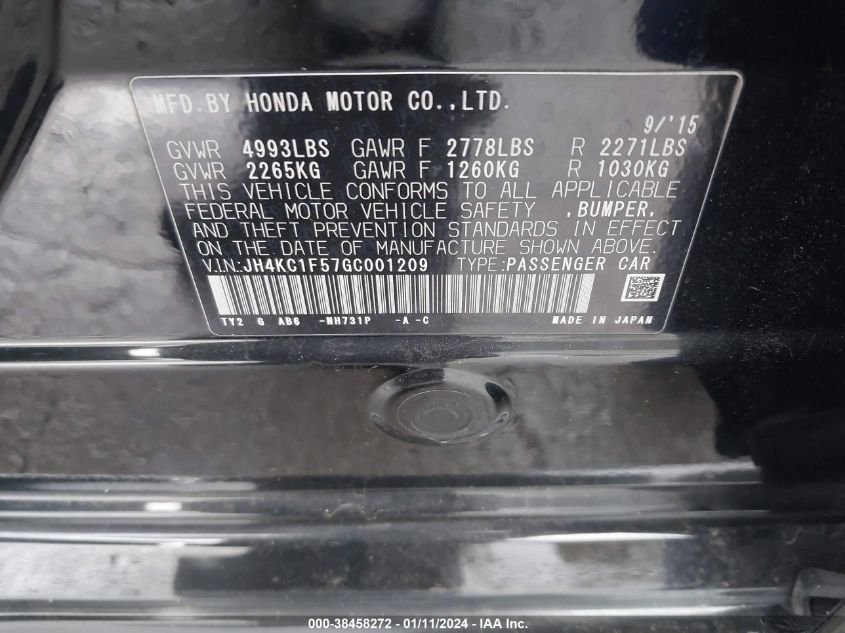 MFD.BY HONDA MOTOR CO.,LTD.
9/'15
GVWR 4993LBS GAWR F 2778LBS R 2271LBS
GVWR 2265KG GAWR F 1260KG R 1030KG
THIS VEHICLE CONFORMS TO ALL APPLICABLE
FEDERAL MOTOR VEHICLE SAFETY ,BUMPER,
AND THEFT PREVENTION STANDARDS IN EFFECT
ON THE DATE OF MANUFACTURE SHOWN ABOVE.
V.I.N:JH4KC1F57GC001209 TYPE:PASSENGER CAR
TY2 G AB6 -NH731P -A -C MADE IN JAPAN
000-38458272 - 01/11/2024 - IAA Inc.